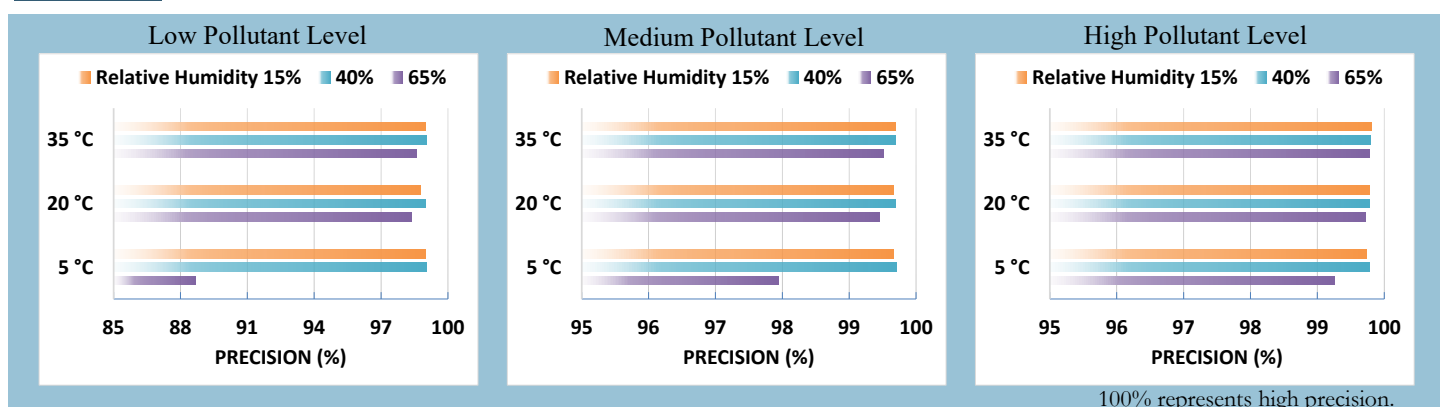 Low Pollutant Level
Relative Humidity 15% 40% 65%
35 °C
20 °C
5 °C
85 88 91 94 97 100
PRECISION (%)
Medium Pollutant Level
Relative Humidity 15% 40% 65%
35 °C
20 °C
5 °C
95 96 97 98 99 100
PRECISION (%)
High Pollutant Level
Relative Humidity 15% 40% 65%
35 °C
20 °C
5 °C
95 96 97 98 99 100
PRECISION (%)
100% represents high precision.